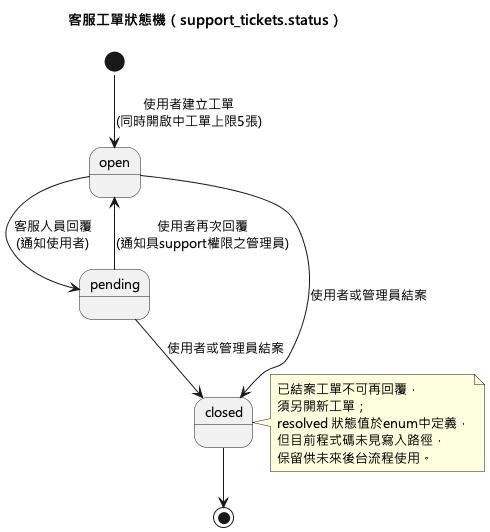 客服工單狀態機（support_tickets.status）
使用者建立工單
(同時開啟中工單上限5張)
open
客服人員回覆
(通知使用者)
使用者再次回覆
(通知具support權限之管理員)
pending
使用者或管理員結案
使用者或管理員結案
closed
已結案工單不可再回覆，
須另開新工單；
resolved 狀態值於enum中定義，
但目前程式碼未見寫入路徑，
保留供未來後台流程使用。